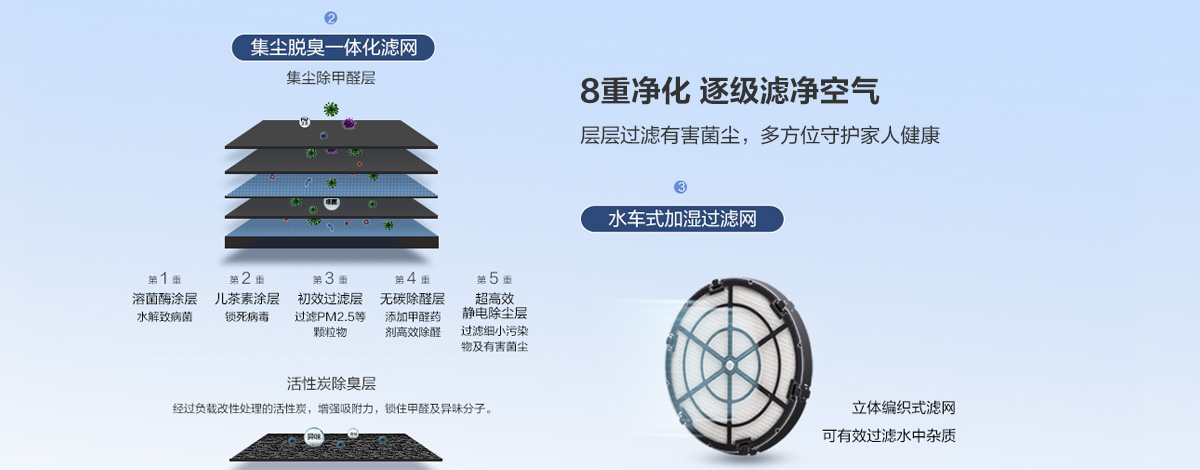 2
集尘脱臭一体化滤网
集尘除甲醛层
第1重
溶菌酶涂层
水解致病菌
第2重
儿茶素涂层
锁死病毒
第3重
初效过滤层
过滤PM2.5等
颗粒物
第4重
无碳除醛层
添加甲醛药
剂高效除醛
第5重
超高效
静电除尘层
过滤细小污染
物及有害菌尘
活性炭除臭层
经过负载改性处理的活性炭，增强吸附力，锁住甲醛及异味分子。
异味
8重净化 逐级滤净空气
层层过滤有害菌尘，多方位守护家人健康
3
水车式加湿过滤网
立体编织式滤网
可有效过滤水中杂质